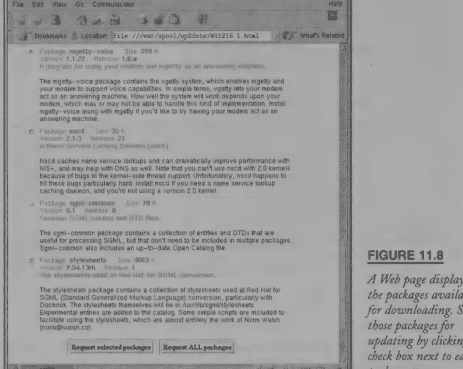 File Edit View Go Communicator Help
Bookmarks Location: file:///var/spool/update/N11216 1.html What's Related
Package: mgetty-voice Size: 598 K
Version: 1.1.22 Release: 1.6.x
A program for using your modem and mgetty as an answering machine.
The mgetty-voice package contains the vgetty system, which enables mgetty and
your modem to support voice capabilities. In simple terms, vgetty lets your modem
act as an answering machine. How well the system will work depends upon your
modem, which may or may not be able to handle this kind of implementation. Install
mgetty-voice along with mgetty if you'd like to try having your modem act as an
answering machine.
Package: nscd Size: 35 K
Version: 2.1.3 Release: 21
A Name Service Caching Daemon (nscd).
Nscd caches name service lookups and can dramatically improve performance with
NIS+, and may help with DNS as well. Note that you can't use nscd with 2.0 kernels
because of bugs in the kernel-side thread support. Unfortunately, nscd happens to
hit these bugs particularly hard. Install nscd if you need a name service lookup
caching daemon, and you're not using a version 2.0 kernel.
Package: sgml-common Size: 78 K
Version: 0.1 Release: 8
Common SGML catalog and DTD files.
The sgml-common package contains a collection of entities and DTDs that are
useful for processing SGML, but that don't need to be included in multiple packages.
Sgml-common also includes an up-to-date Open Catalog file.
Package: stylesheets Size: 4863 K
Version: 1.54.13rh Release: 1
The stylesheets used at Red Hat for SGML conversion.
The stylesheets package contains a collection of stylesheets used at Red Hat for
SGML (Standard Generalized Markup Language) conversion, particularly with
Docbook. The stylesheets themselves will be in /usr/lib/sgml/stylesheets.
Experimental entries are added to the catalog. Some simple scripts are included to
facilitate using the stylesheets, which are almost entirely the work of Norm Walsh
(norm@walsh.co).
Request selected packages Request ALL packages
FIGURE 11.8
A Web page display
the packages availa
for downloading. S
those packages for
updating by clicking
check box next to ea